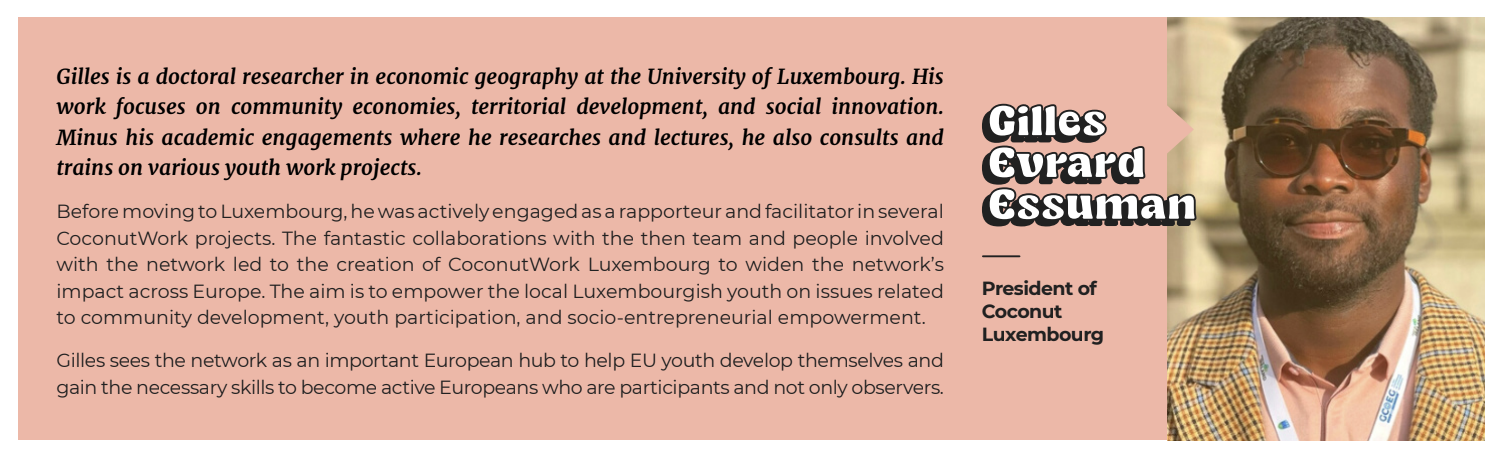 Gilles is a doctoral researcher in economic geography at the University of Luxembourg. His
work focuses on community economies, territorial development, and social innovation.
Minus his academic engagements where he researches and lectures, he also consults and
trains on various youth work projects.
Before moving to Luxembourg, he was actively engaged as a rapporteur and facilitator in several
CoconutWork projects. The fantastic collaborations with the then team and people involved
with the network led to the creation of CoconutWork Luxembourg to widen the network's
impact across Europe. The aim is to empower the local Luxembourgish youth on issues related
to community development, youth participation, and socio-entrepreneurial empowerment.
Gilles sees the network as an important European hub to help EU youth develop themselves and
gain the necessary skills to become active Europeans who are participants and not only observers.
Gilles
Evrard
Essuman
President of
Coconut
Luxembourg